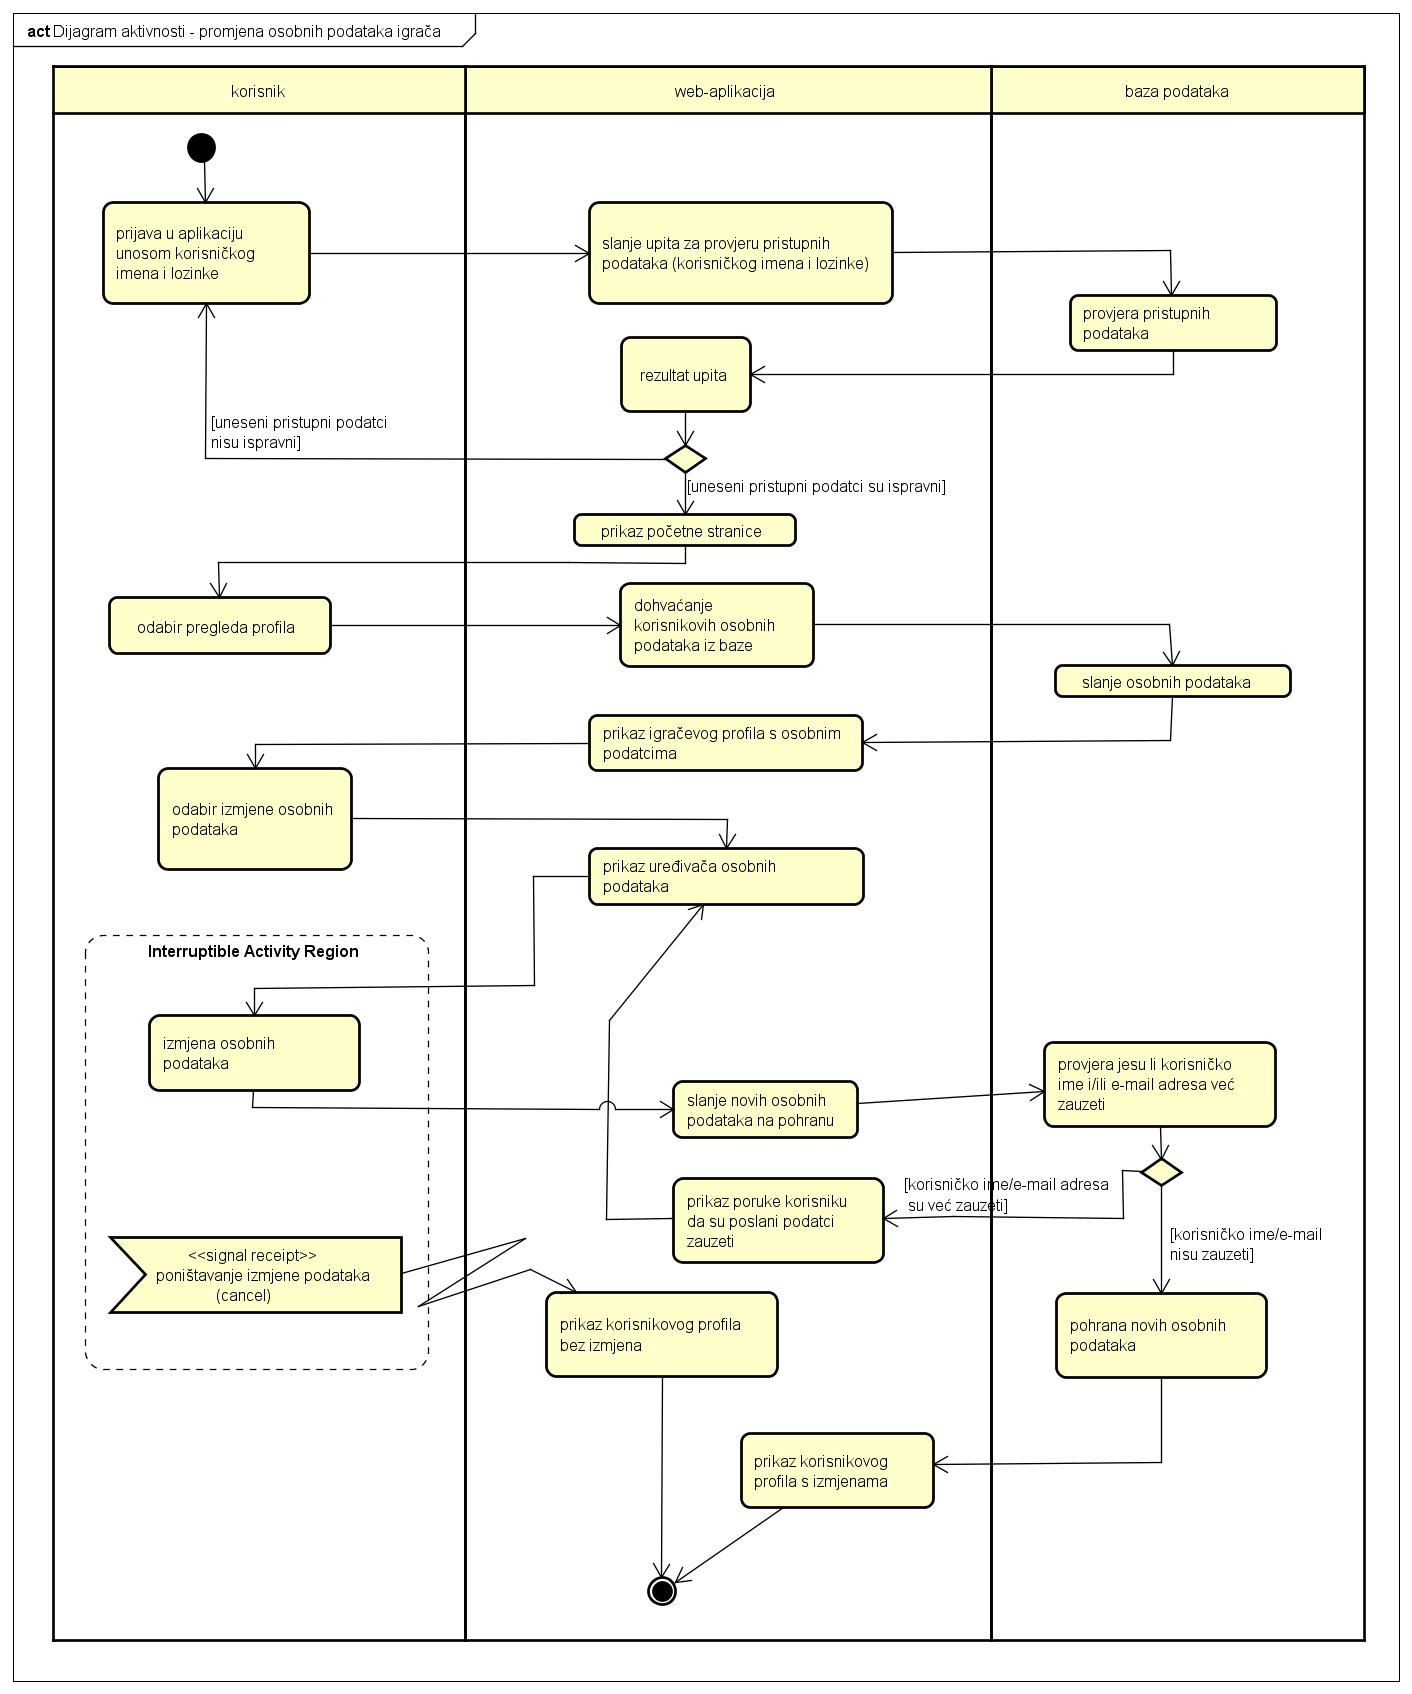 act Dijagram aktivnosti - promjena osobnih podataka igrača
korisnik
web-aplikacija
baza podataka
prijava u aplikaciju
unosom korisničkog
imena i lozinke
slanje upita za provjeru pristupnih
podataka (korisničkog imena i lozinke)
provjera pristupnih
podataka
rezultat upita
[uneseni pristupni podatci
nisu ispravni]
[uneseni pristupni podatci su ispravni]
prikaz početne stranice
odabir pregleda profila
dohvaćanje
korisnikovih osobnih
podataka iz baze
slanje osobnih podataka
prikaz igračevog profila s osobnim
podatcima
odabir izmjene osobnih
podataka
prikaz uređivača osobnih
podataka
Interruptible Activity Region
izmjena osobnih
podataka
slanje novih osobnih
podataka na pohranu
provjera jesu li korisničko
ime i/ili e-mail adresa već
zauzeti
[korisničko ime/e-mail adresa
su već zauzeti]
prikaz poruke korisniku
da su poslani podatci
zauzeti
[korisničko ime/e-mail
nisu zauzeti]
<<signal receipt>>
poništavanje izmjene podataka
(cancel)
prikaz korisnikovog profila
bez izmjena
pohrana novih osobnih
podataka
prikaz korisnikovog
profila s izmjenama